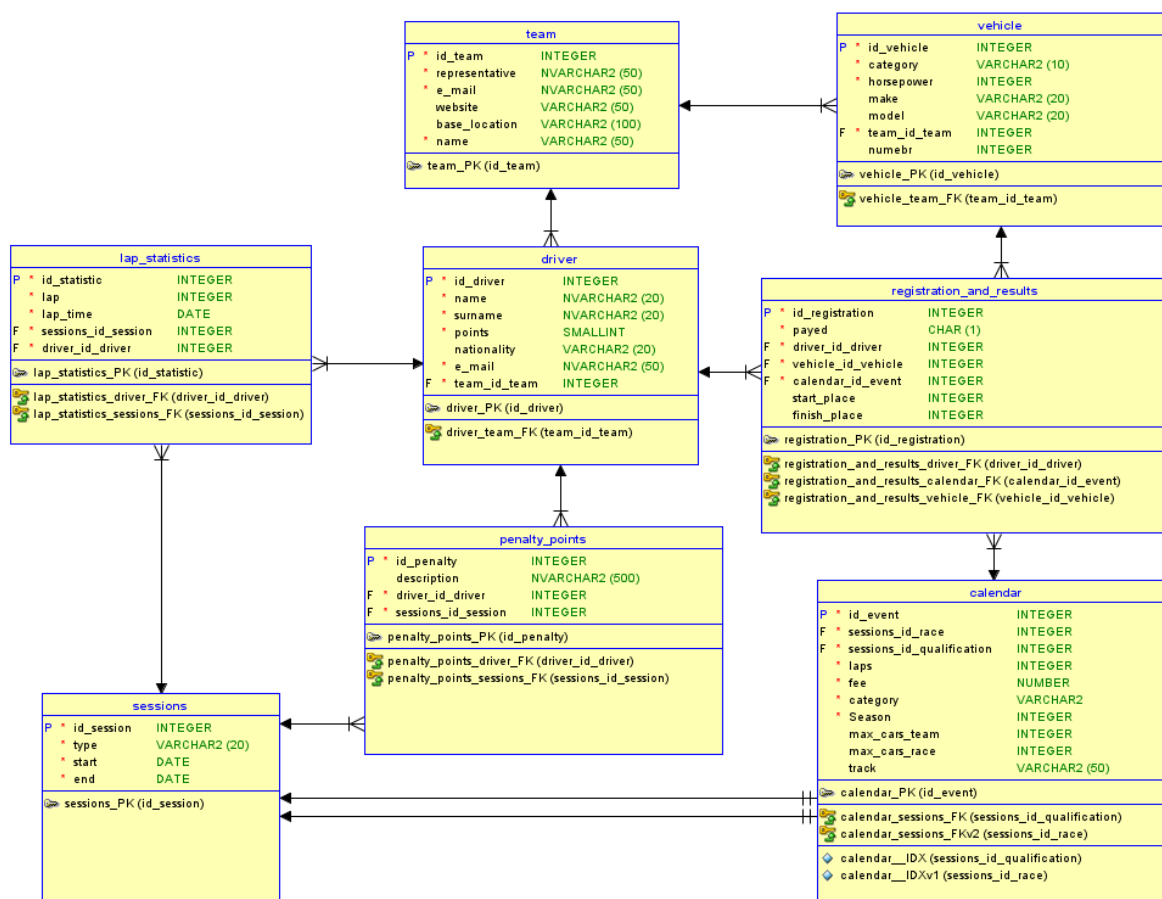 team
P * id_team INTEGER
* representative NVARCHAR2 (50)
* e_mail NVARCHAR2 (50)
website VARCHAR2 (50)
base_location VARCHAR2 (100)
* name VARCHAR2 (50)
team_PK (id_team)
vehicle
P * id_vehicle INTEGER
* category VARCHAR2 (10)
* horsepower INTEGER
make VARCHAR2 (20)
model VARCHAR2 (20)
F * team_id_team INTEGER
numebr INTEGER
vehicle_PK (id_vehicle)
vehicle_team_FK (team_id_team)
lap_statistics
P * id_statistic INTEGER
* lap INTEGER
* lap_time DATE
F * sessions_id_session INTEGER
F * driver_id_driver INTEGER
lap_statistics_PK (id_statistic)
lap_statistics_driver_FK (driver_id_driver)
lap_statistics_sessions_FK (sessions_id_session)
driver
P * id_driver INTEGER
* name NVARCHAR2 (20)
* surname NVARCHAR2 (20)
* points SMALLINT
nationality VARCHAR2 (20)
* e_mail NVARCHAR2 (50)
F * team_id_team INTEGER
driver_PK (id_driver)
driver_team_FK (team_id_team)
registration_and_results
P * id_registration INTEGER
* payed CHAR (1)
F * driver_id_driver INTEGER
F * vehicle_id_vehicle INTEGER
F * calendar_id_event INTEGER
start_place INTEGER
finish_place INTEGER
registration_PK (id_registration)
registration_and_results_driver_FK (driver_id_driver)
registration_and_results_calendar_FK (calendar_id_event)
registration_and_results_vehicle_FK (vehicle_id_vehicle)
penalty_points
P * id_penalty INTEGER
description NVARCHAR2 (500)
F * driver_id_driver INTEGER
F * sessions_id_session INTEGER
penalty_points_PK (id_penalty)
penalty_points_driver_FK (driver_id_driver)
penalty_points_sessions_FK (sessions_id_session)
calendar
P * id_event INTEGER
F * sessions_id_race INTEGER
F * sessions_id_qualification INTEGER
* laps INTEGER
* fee NUMBER
* category VARCHAR2
* Season INTEGER
max_cars_team INTEGER
max_cars_race INTEGER
track VARCHAR2 (50)
calendar_PK (id_event)
calendar_sessions_FK (sessions_id_qualification)
calendar_sessions_FKv2 (sessions_id_race)
calendar__IDX (sessions_id_qualification)
calendar__IDXv1 (sessions_id_race)
sessions
P * id_session INTEGER
* type VARCHAR2 (20)
* start DATE
* end DATE
sessions_PK (id_session)